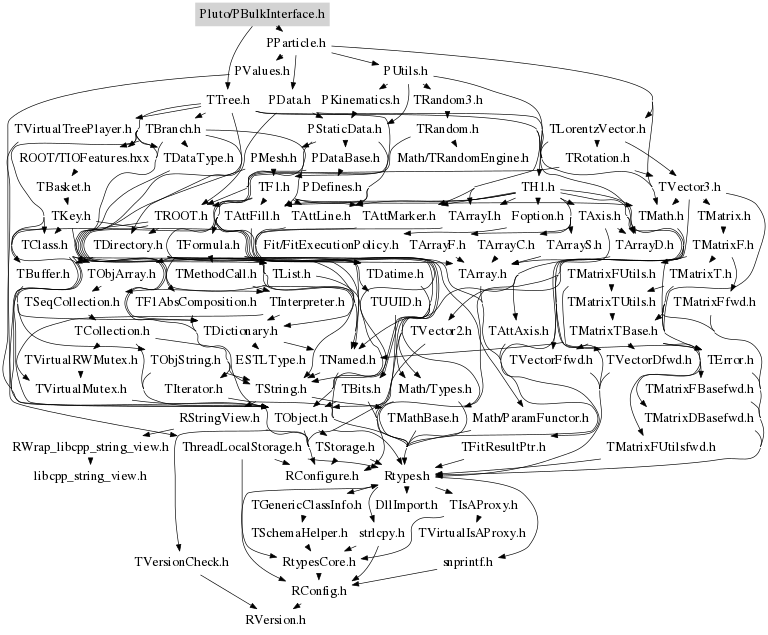 Pluto/PBulkInterface.h
PParticle.h
PValues.h PUtils.h
TTree.h PData.h PKinematics.h TRandom3.h
TVirtualTreePlayer.h TBranch.h PStaticData.h TRandom.h TLorentzVector.h
ROOT/TIOFeatures.hxx TDataType.h PMesh.h PDataBase.h Math/TRandomEngine.h TRotation.h
TBasket.h TF1.h PDefines.h TH1.h TVector3.h
TKey.h TROOT.h TAttFill.h TAttLine.h TAttMarker.h TArrayI.h Foption.h TAxis.h TMath.h TMatrix.h
TClass.h TDirectory.h TFormula.h Fit/FitExecutionPolicy.h TArrayF.h TArrayC.h TArrayS.h TArrayD.h TMatrixF.h
TBuffer.h TObjArray.h TMethodCall.h TList.h TDatime.h TArray.h TMatrixFUtils.h TMatrixT.h
TSeqCollection.h TF1AbsComposition.h TInterpreter.h TUUID.h TMatrixTUtils.h TMatrixFfwd.h
TCollection.h TDictionary.h TVector2.h TAttAxis.h TMatrixTBase.h
TVirtualRWMutex.h TObjString.h ESTLType.h TNamed.h TVectorFfwd.h TVectorDfwd.h TError.h
TVirtualMutex.h TIterator.h TString.h TBits.h Math/Types.h TMatrixFBasefwd.h
RStringView.h TObject.h TMathBase.h Math/ParamFunctor.h TMatrixDBasefwd.h
RWrap_libcpp_string_view.h ThreadLocalStorage.h TStorage.h TFitResultPtr.h TMatrixFUtilsfwd.h
libcpp_string_view.h RConfigure.h Rtypes.h
TGenericClassInfo.h DllImport.h TIsAProxy.h
TSchemaHelper.h strlcpy.h TVirtualIsAProxy.h
TVersionCheck.h RtypesCore.h snprintf.h
RConfig.h
RVersion.h